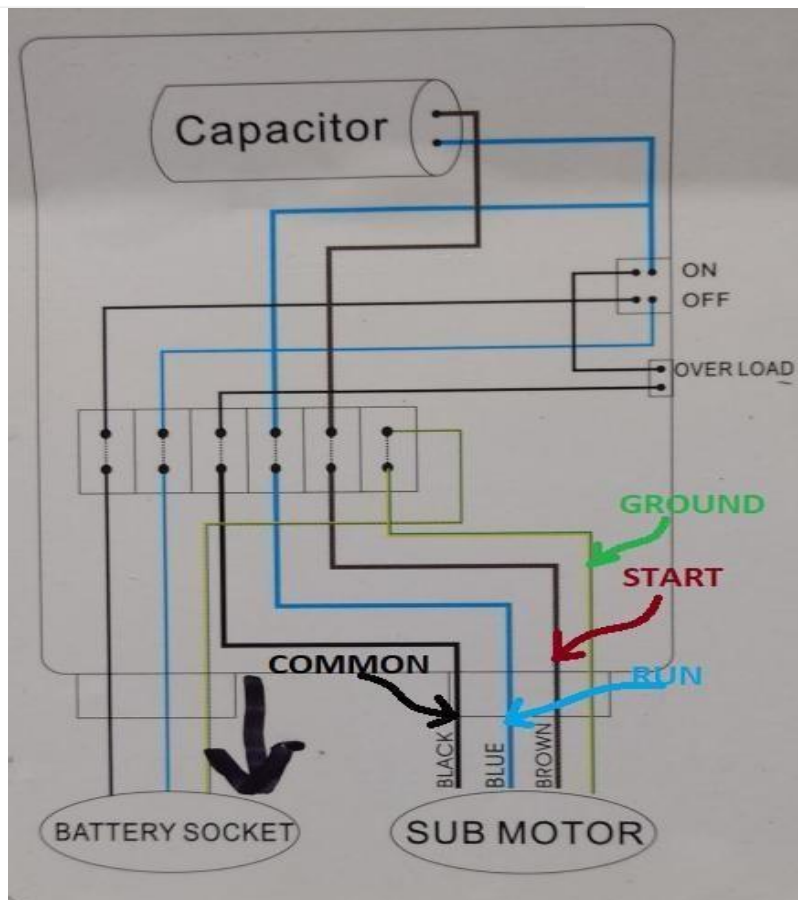 Capacitor
ON
OFF
OVER LOAD
GROUND
START
COMMON
RUN
BLACK
BLUE
BROWN
BATTERY SOCKET
SUB MOTOR